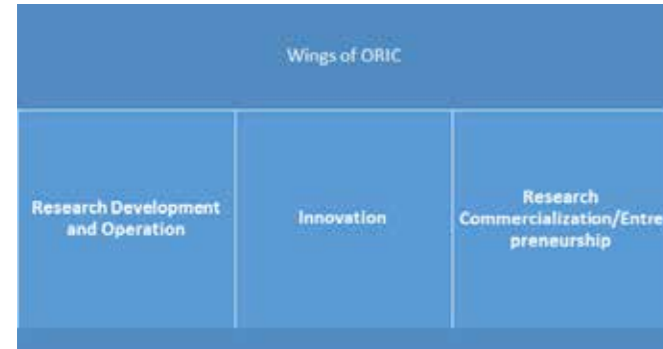 Wings of ORIC
Research Development
and Operation
Innovation
Research
Commercialization/Entre
preneurship